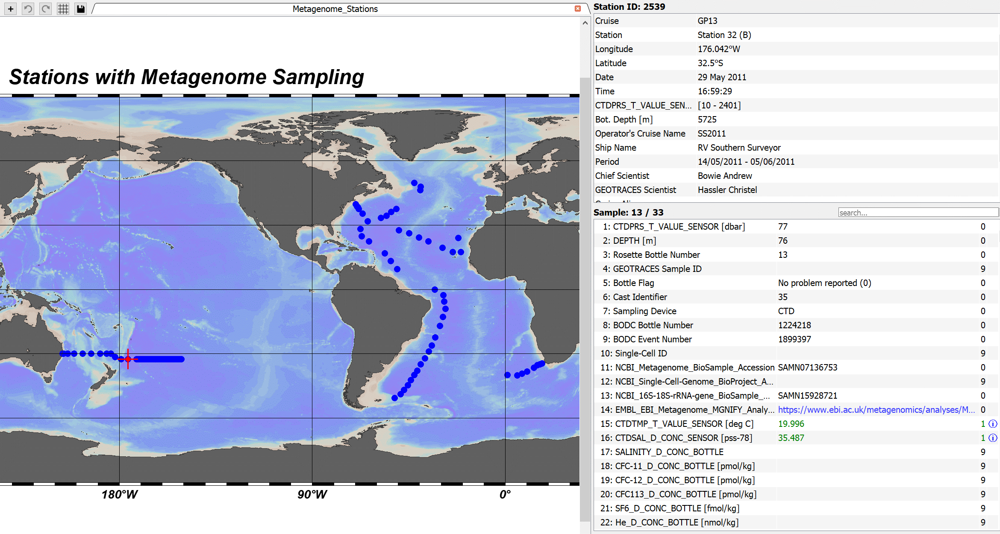 Metagenome_Stations
Stations with Metagenome Sampling
180°W 90°W 0°
Station ID: 2539
Cruise GP13
Station Station 32 (B)
Longitude 176.042°W
Latitude 32.5°S
Date 29 May 2011
Time 16:59:29
CTDPRS_T_VALUE_SEN... [10 - 2401]
Bot. Depth [m] 5725
Operator's Cruise Name SS2011
Ship Name RV Southern Surveyor
Period 14/05/2011 - 05/06/2011
Chief Scientist Bowie Andrew
GEOTRACES Scientist Hassler Christel
Sample: 13 / 33
search...
1: CTDPRS_T_VALUE_SENSOR [dbar] 77 0
2: DEPTH [m] 76 0
3: Rosette Bottle Number 13 0
4: GEOTRACES Sample ID 9
5: Bottle Flag No problem reported (0) 0
6: Cast Identifier 35 0
7: Sampling Device CTD 0
8: BODC Bottle Number 1224218 0
9: BODC Event Number 1899397 0
10: Single-Cell ID 9
11: NCBI_Metagenome_BioSample_Accession SAMN07136753 0
12: NCBI_Single-Cell-Genome_BioProject_A... 9
13: NCBI_16S-18S-rRNA-gene_BioSample_... SAMN15928721 0
14: EMBL_EBI_Metagenome_MGNIFY_Analy... https://www.ebi.ac.uk/metagenomics/analyses/M... 0
15: CTDTMP_T_VALUE_SENSOR [deg C] 19.996 1
16: CTDSAL_D_CONC_SENSOR [pss-78] 35.487 1
17: SALINITY_D_CONC_BOTTLE 9
18: CFC-11_D_CONC_BOTTLE [pmol/kg] 9
19: CFC-12_D_CONC_BOTTLE [pmol/kg] 9
20: CFC113_D_CONC_BOTTLE [pmol/kg] 9
21: SF6_D_CONC_BOTTLE [fmol/kg] 9
22: He_D_CONC_BOTTLE [nmol/kg] 9